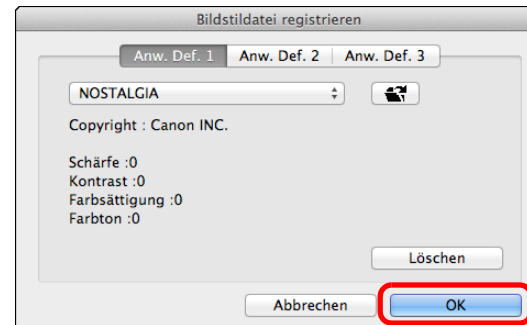 Bildstildatei registrieren
Anw. Def. 1 Anw. Def. 2 Anw. Def. 3
NOSTALGIA
Copyright : Canon INC.
Schärfe :0
Kontrast :0
Farbsättigung :0
Farbton :0
Löschen
Abbrechen OK